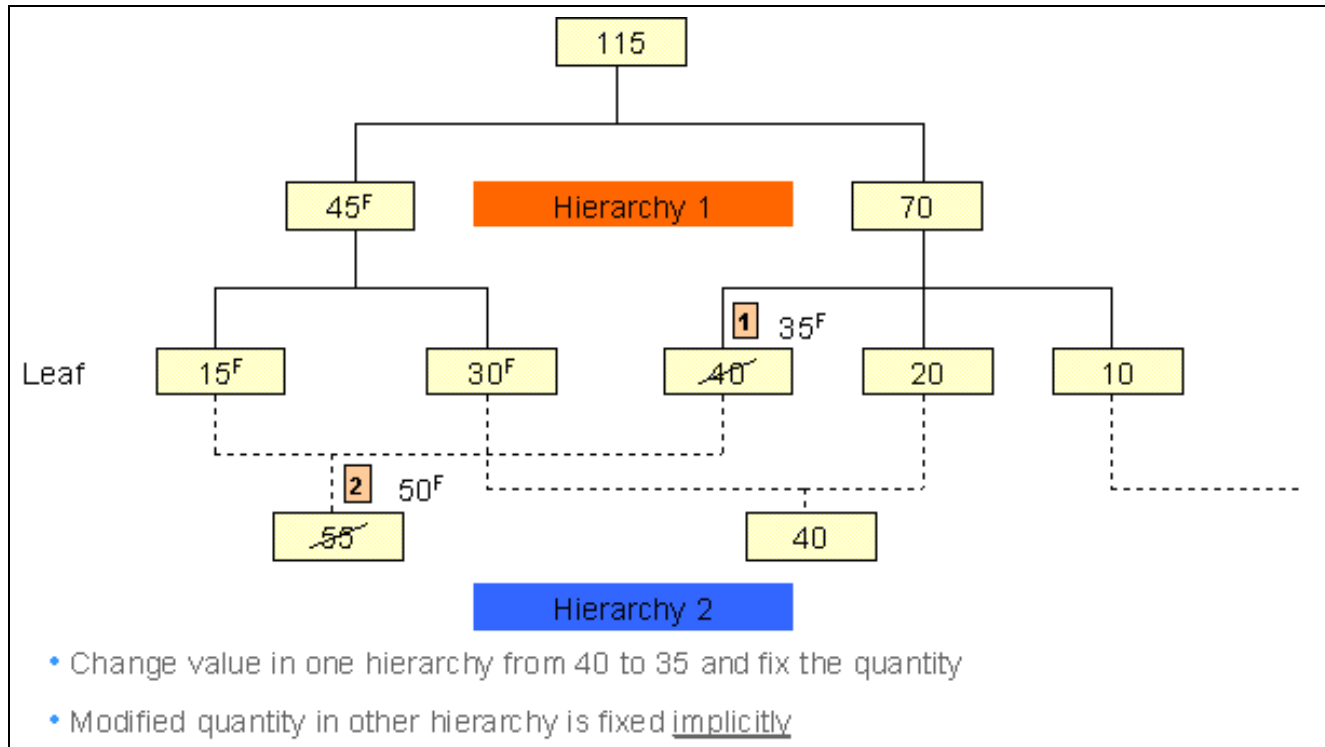 115
45F Hierarchy 1 70
1 35F
Leaf 15F 30F 40 20 10
2 50F
55 40
Hierarchy 2
• Change value in one hierarchy from 40 to 35 and fix the quantity
• Modified quantity in other hierarchy is fixed implicitly